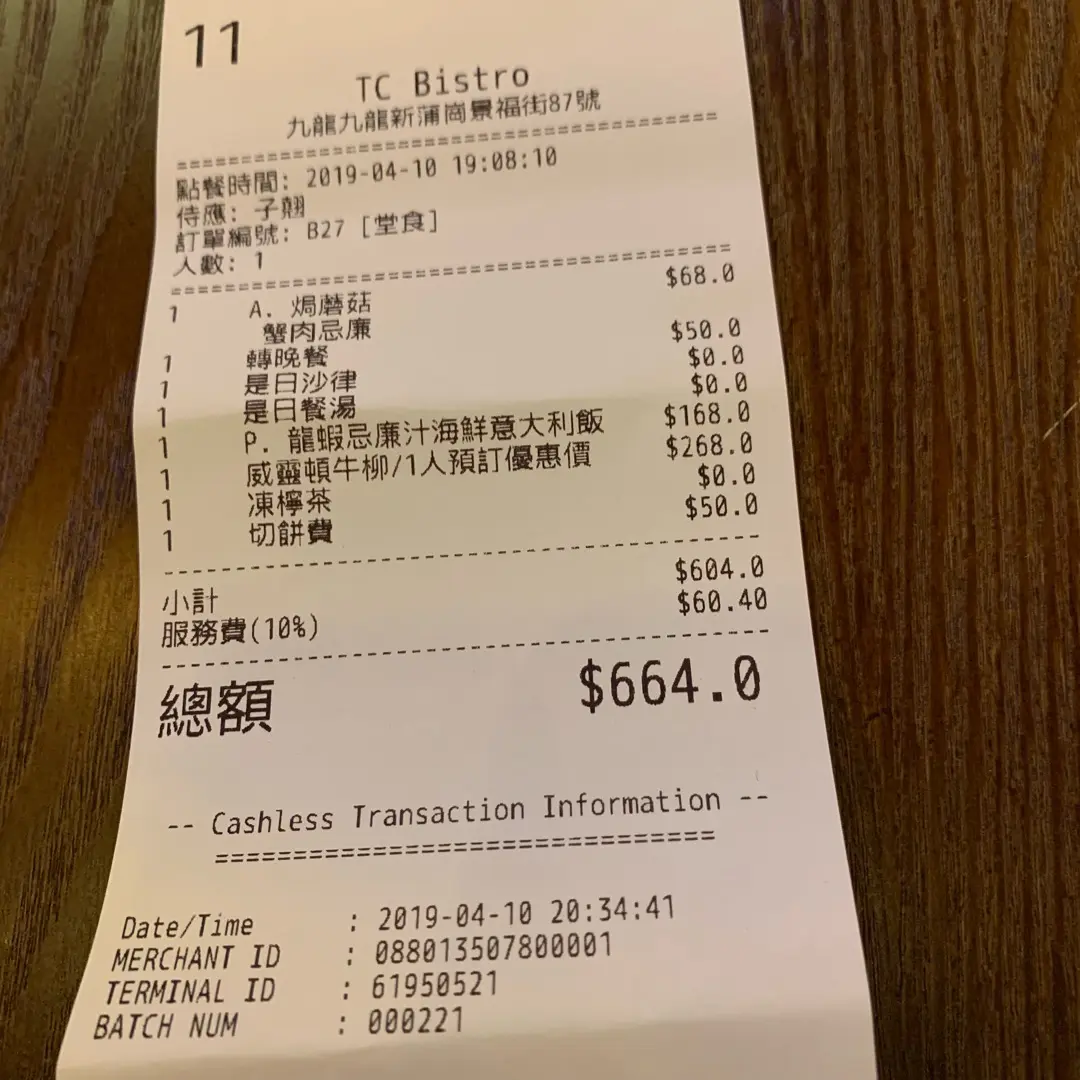 11
TC Bistro
九龍九龍新蒲崗景福街87號
===========================================
點餐時間: 2019-04-10 19:08:10
侍應: 子翹
訂單編號: B27 [堂食]
人數: 1
===========================================
1 A. 焗蘑菇 $68.0
蟹肉忌廉
1 轉晚餐 $50.0
1 是日沙律 $0.0
1 是日餐湯 $0.0
1 P. 龍蝦忌廉汁海鮮意大利飯 $168.0
1 威靈頓牛柳/1人預訂優惠價 $268.0
1 凍檸茶 $0.0
1 切餅費 $50.0
-------------------------------------------
小計 $604.0
服務費(10%) $60.40
-------------------------------------------
總額 $664.0
-- Cashless Transaction Information --
================================
Date/Time : 2019-04-10 20:34:41
MERCHANT ID : 088013507800001
TERMINAL ID : 61950521
BATCH NUM : 000221